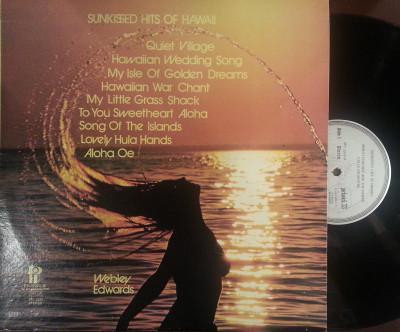 SUNKISSED HITS OF HAWAII
Quiet Village
Hawaiian Wedding Song
My Isle Of Golden Dreams
Hawaiian War Chant
My Little Grass Shack
To You Sweetheart Aloha
Song Of The Islands
Lovely Hula Hands
Aloha Oe
Webley
Edwards